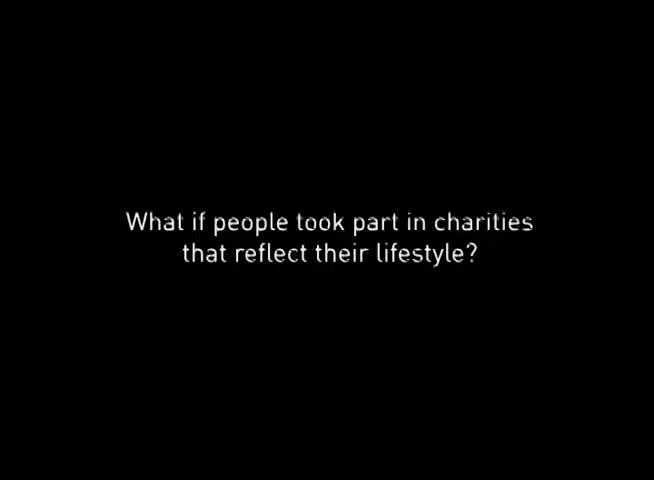 What if people took part in charities
that reflect their lifestyle?